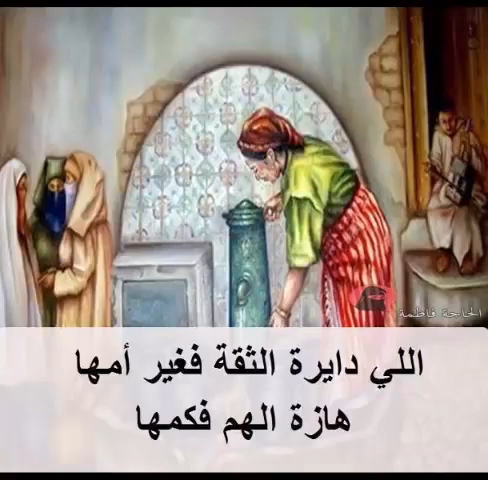 الحاجة فاطمة
اللي دايرة الثقة فغير أمها
هازة الهم فكمها